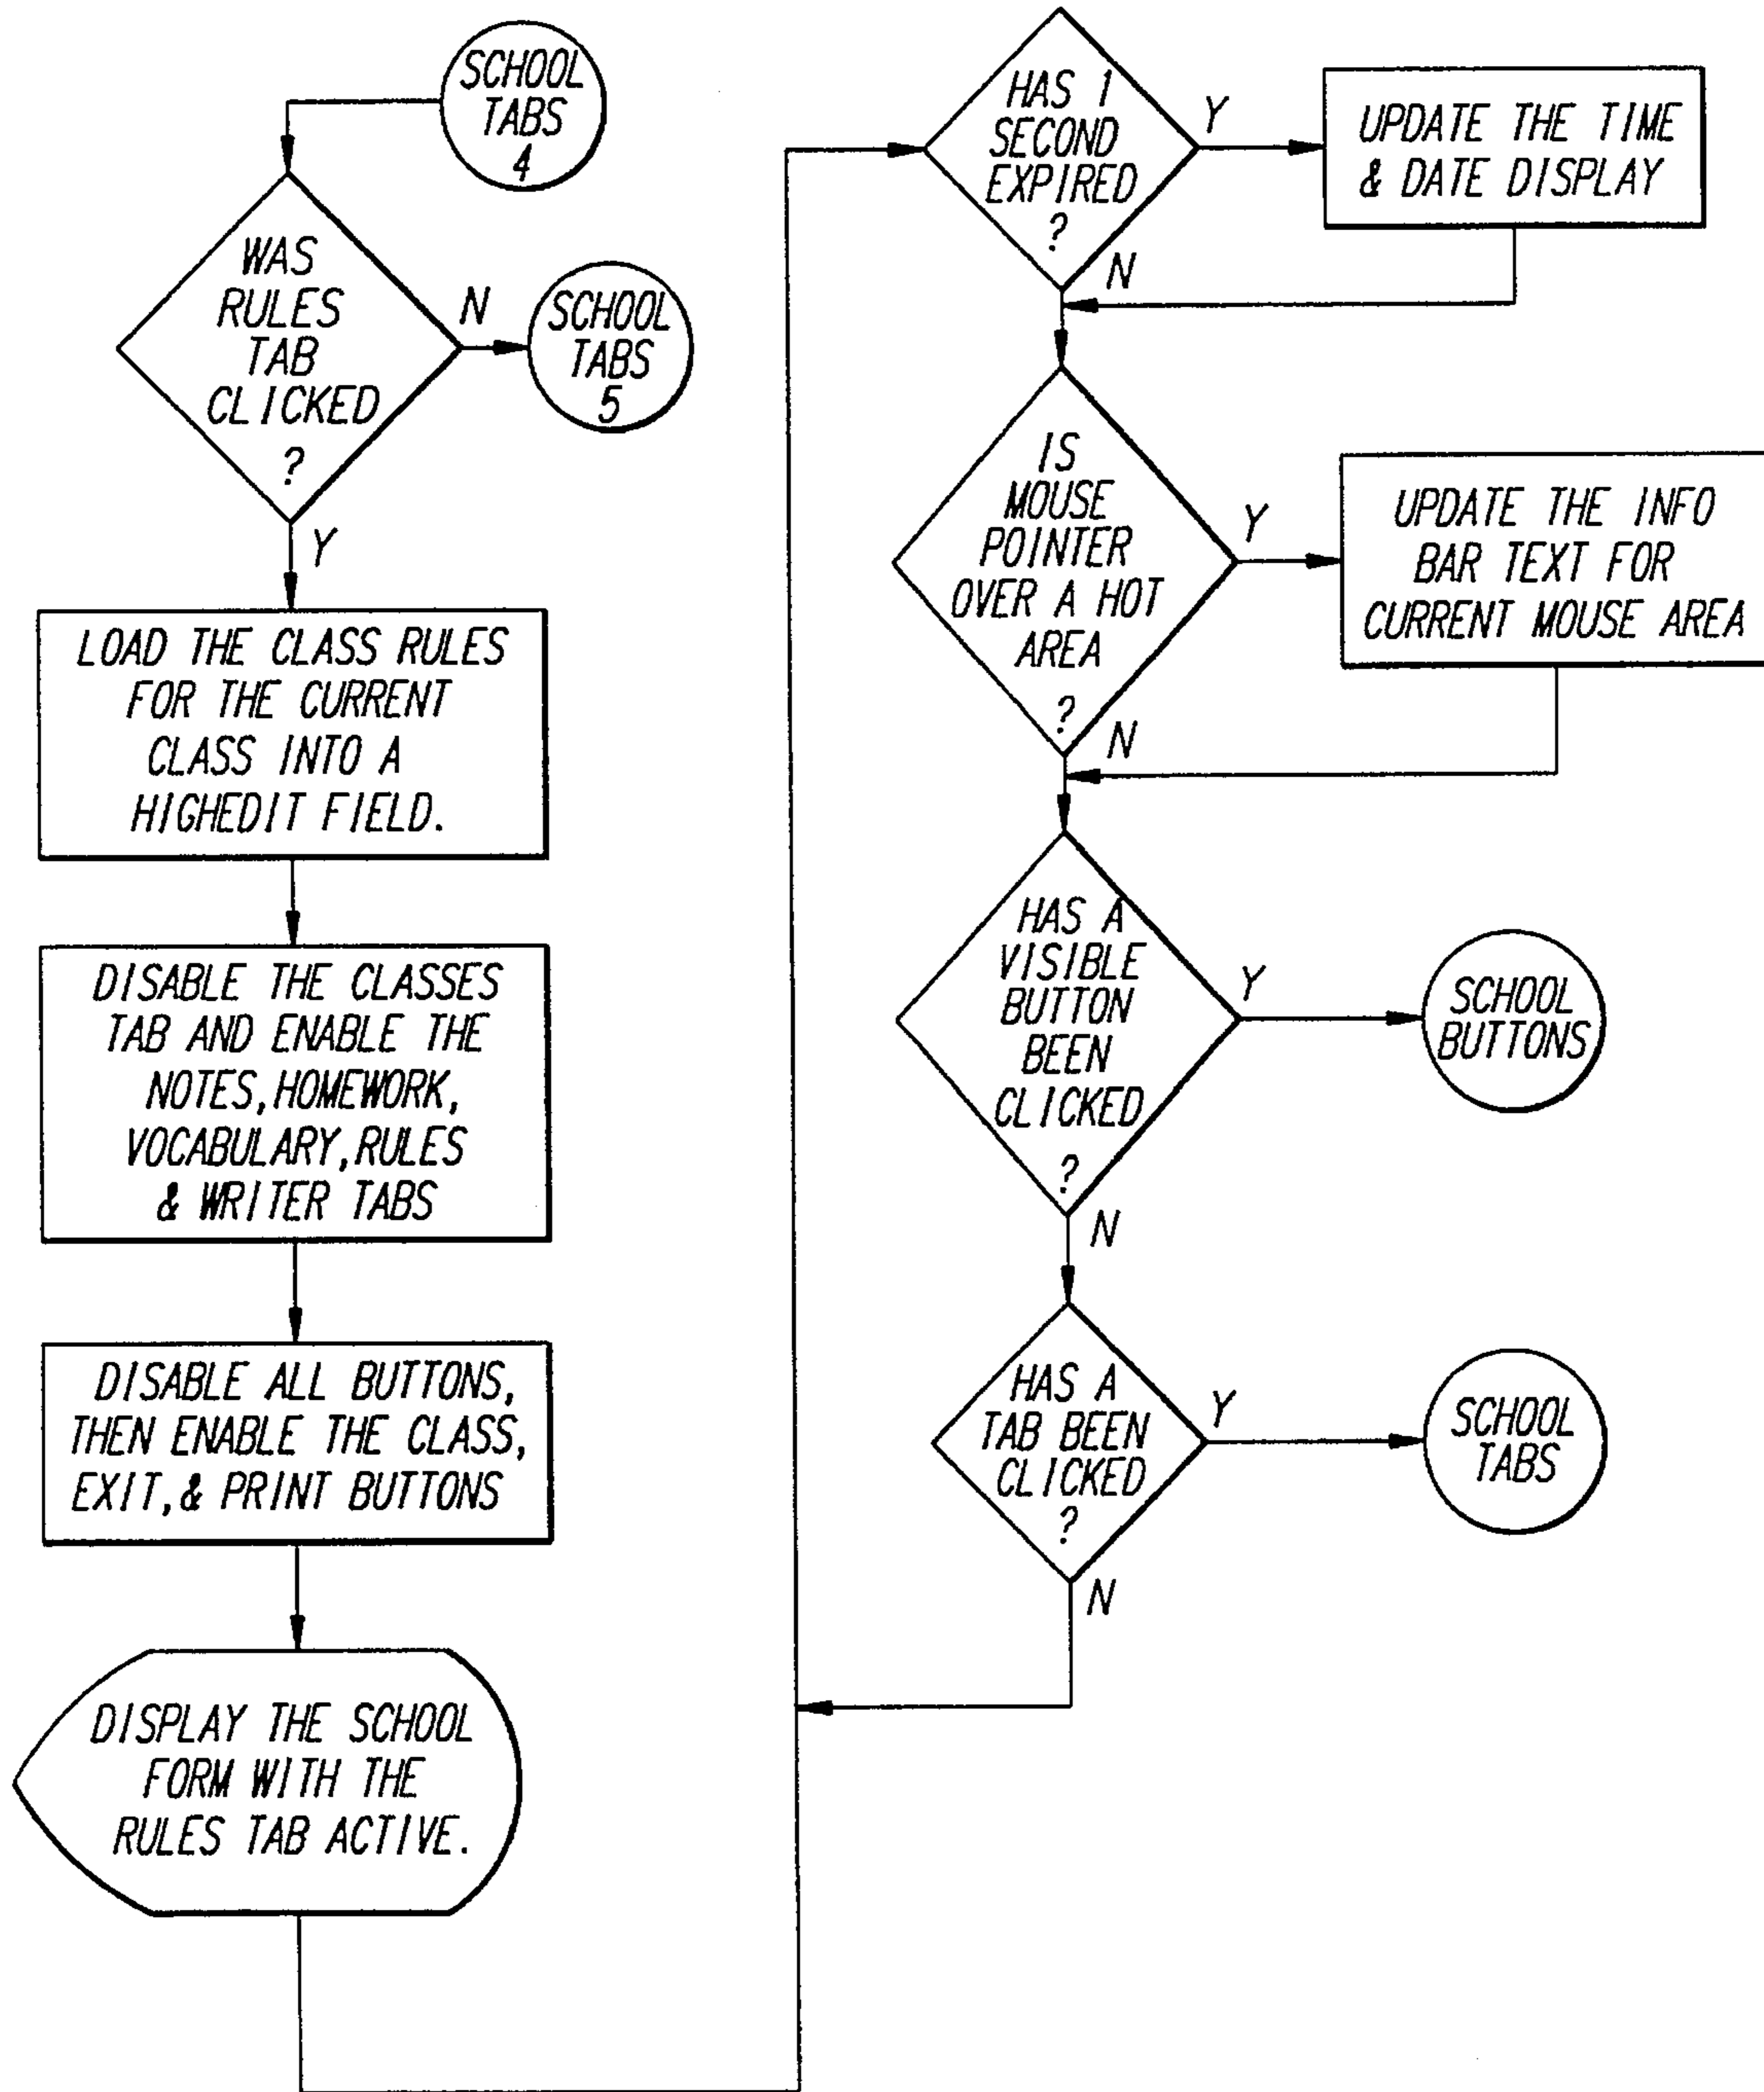 SCHOOL
TABS
4
WAS
RULES
TAB
CLICKED
?
N
SCHOOL
TABS
5
Y
LOAD THE CLASS RULES
FOR THE CURRENT
CLASS INTO A
HIGHEDIT FIELD.
DISABLE THE CLASSES
TAB AND ENABLE THE
NOTES, HOMEWORK,
VOCABULARY, RULES
& WRITER TABS
DISABLE ALL BUTTONS,
THEN ENABLE THE CLASS,
EXIT, & PRINT BUTTONS
DISPLAY THE SCHOOL
FORM WITH THE
RULES TAB ACTIVE.
HAS 1
SECOND
EXPIRED
?
Y
UPDATE THE TIME
& DATE DISPLAY
N
IS
MOUSE
POINTER
OVER A HOT
AREA
?
Y
UPDATE THE INFO
BAR TEXT FOR
CURRENT MOUSE AREA
N
HAS A
VISIBLE
BUTTON
BEEN
CLICKED
?
Y
SCHOOL
BUTTONS
N
HAS A
TAB BEEN
CLICKED
?
Y
SCHOOL
TABS
N